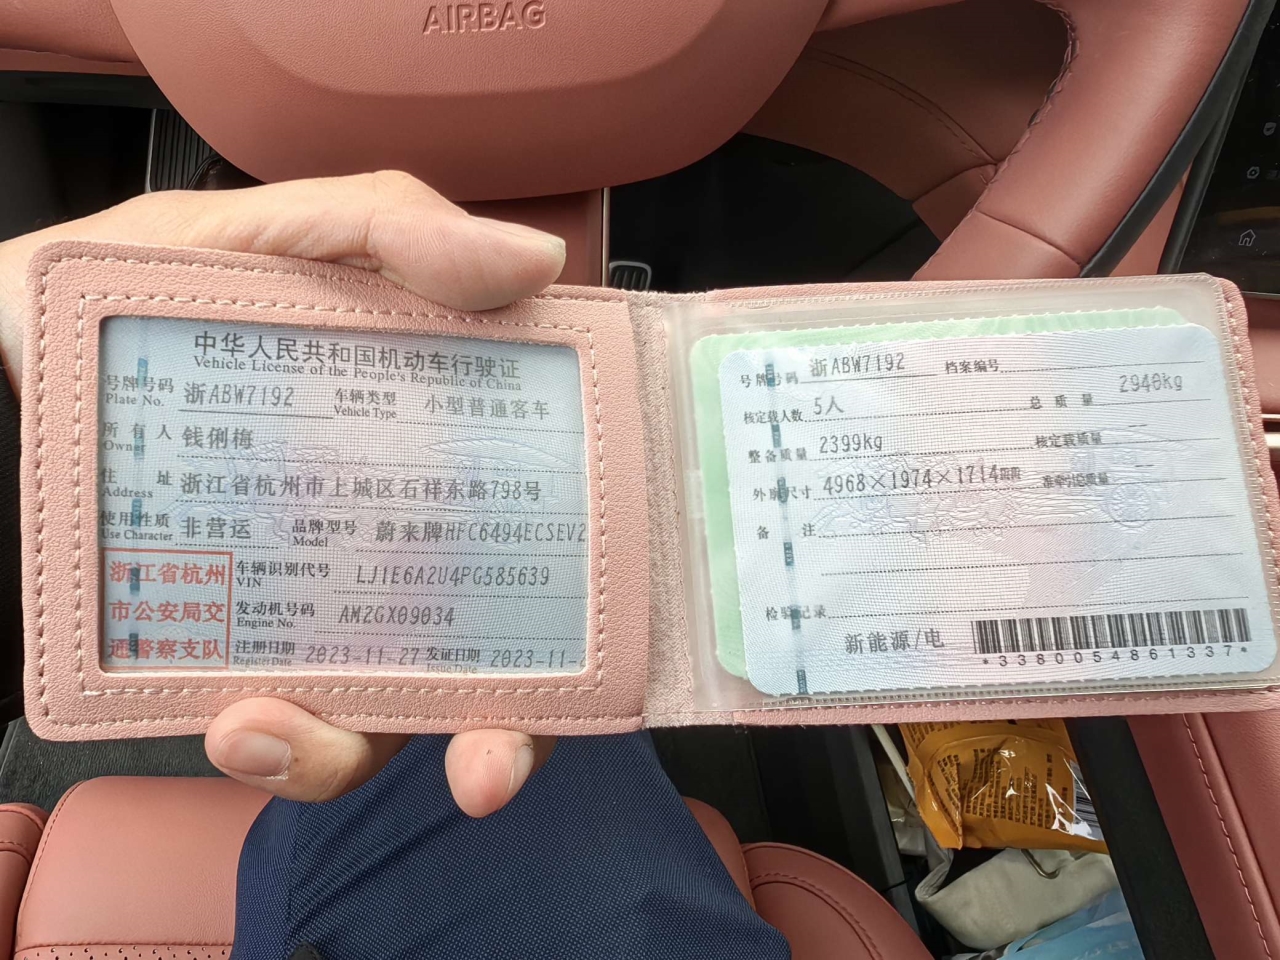 AIRBAG
中华人民共和国机动车行驶证
Vehicle License of the People's Republic of China
号牌号码 浙ABW7192 车辆类型 小型普通客车
Plate No. Vehicle Type
所有人 钱俐梅
Owner
住址 浙江省杭州市上城区石祥东路798号
Address
使用性质 非营运 品牌型号 蔚来牌HFC6494ECSEV2
Use Character Model
浙江省杭州
市公安局交
通警察支队
车辆识别代号 LJ1E6A2U4PG585639
VIN
发动机号码 AM2GX09034
Engine No.
注册日期 2023-11-27 发证日期 2023-11-
Register Date Issue Date
号牌号码 浙ABW7192 档案编号
核定载人数 5人 总质量 2940kg
整备质量 2399kg 核定载质量 --
外廓尺寸 4968×1974×1714mm 准牵引总质量 --
备注
检验记录
新能源/电
*3380054861337*